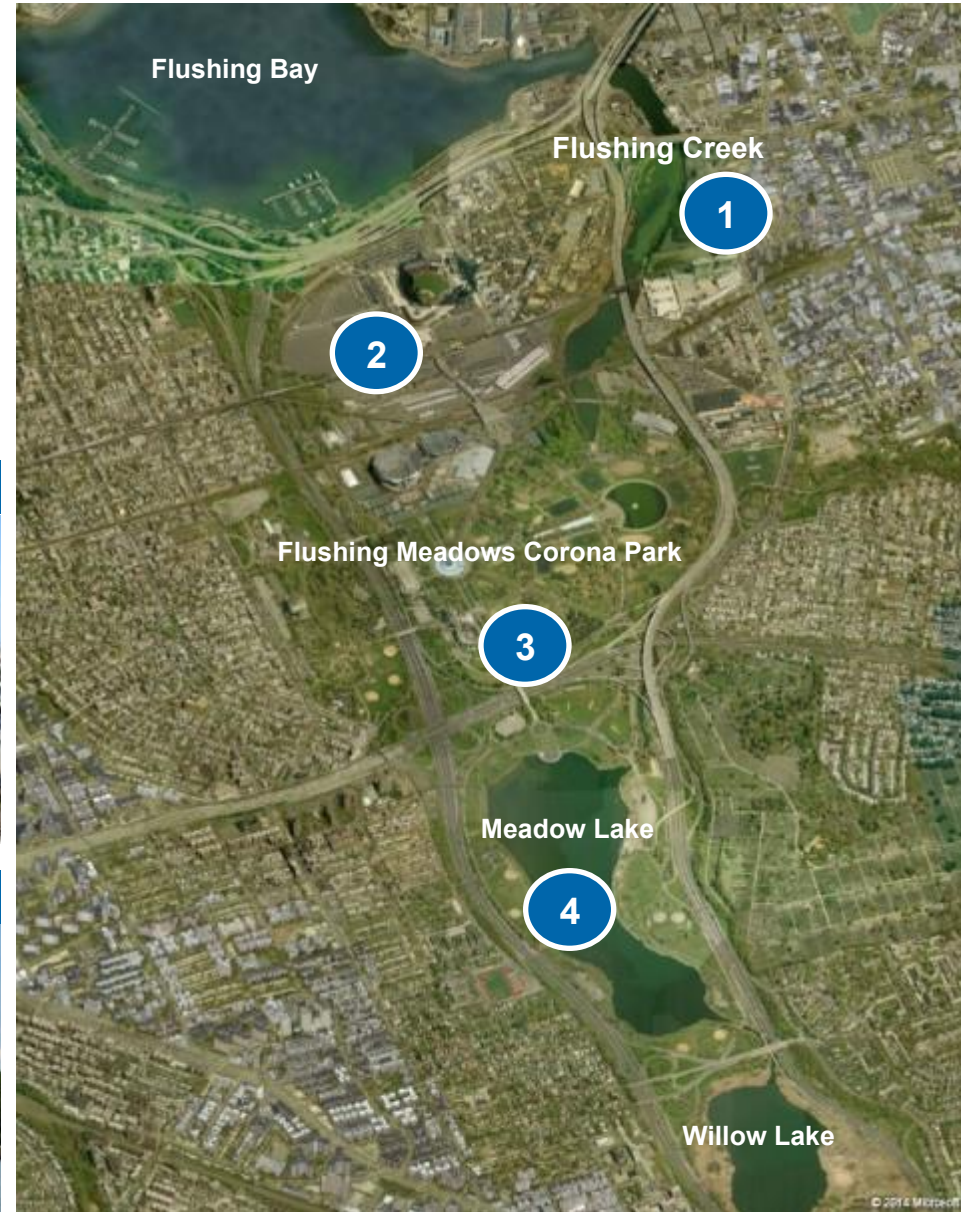 Flushing Bay
Flushing Creek
1
2
Flushing Meadows Corona Park
3
Meadow Lake
4
Willow Lake
© 2014 Microsoft